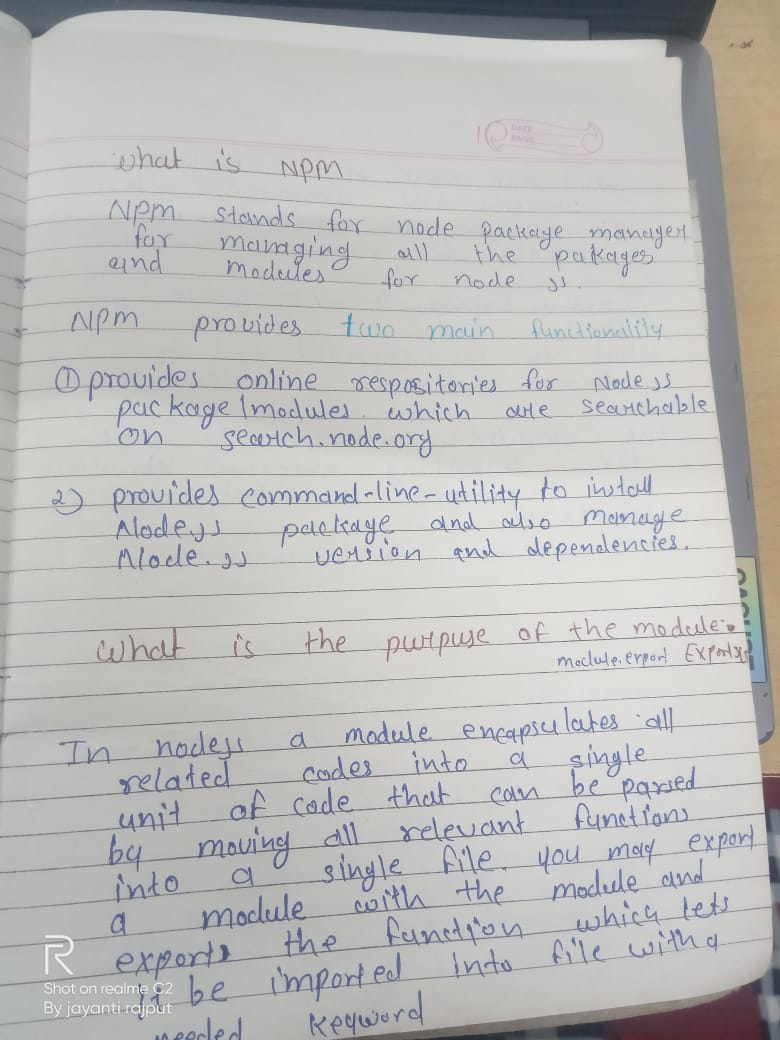 DATE
PAGE
what is NPM
NPM stands for node package manager
for managing all the pakages
and modules for node js.
NPM provides two main functionality
① provides online respositories for Node.js
package/modules. which are searchable
on search.node.org
2) provides command-line-utility to install
Node.js package and also manage
Node.js version and dependencies.
What is the purpuse of the module.
module.export Exports
In nodejs a module encapsulates all
related codes into a single
unit of code that can be parsed
by moving all relevant functions
into a single file. you may export
a module with the module and
exports the function which lets
it be imported into file with a
needed keyword
R
Shot on realme C2
By jayanti rajput